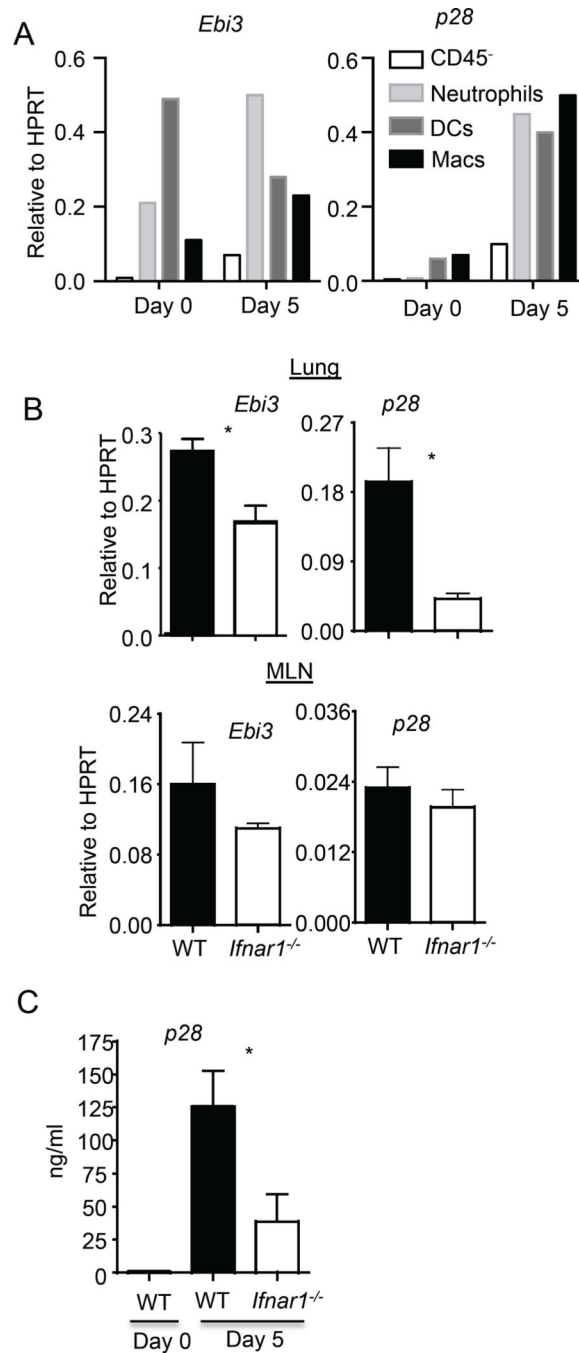 A
Ebi3
p28
CD45-
Neutrophils
DCs
Macs
Relative to HPRT
0.6
0.4
0.2
0.0
0.6
0.4
0.2
0.0
Day 0 Day 5
Day 0 Day 5
Lung
B
Ebi3
p28
Relative to HPRT
0.3
0.2
0.1
0.0
*
0.27
0.18
0.09
0.00
*
MLN
Ebi3
p28
Relative to HPRT
0.24
0.16
0.08
0.00
0.036
0.024
0.012
0.000
WT Ifnar1-/-
WT Ifnar1-/-
C
p28
*
ng/ml
175
150
125
100
75
50
25
0
WT WT Ifnar1-/-
Day 0 Day 5